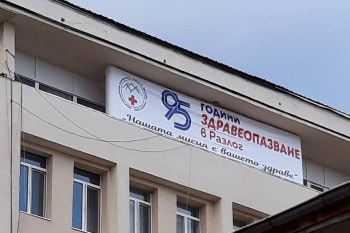 95 ГОДИНИ
ЗДРАВЕОПАЗВАНЕ
в Разлог
"Нашата мисия е вашето здраве"